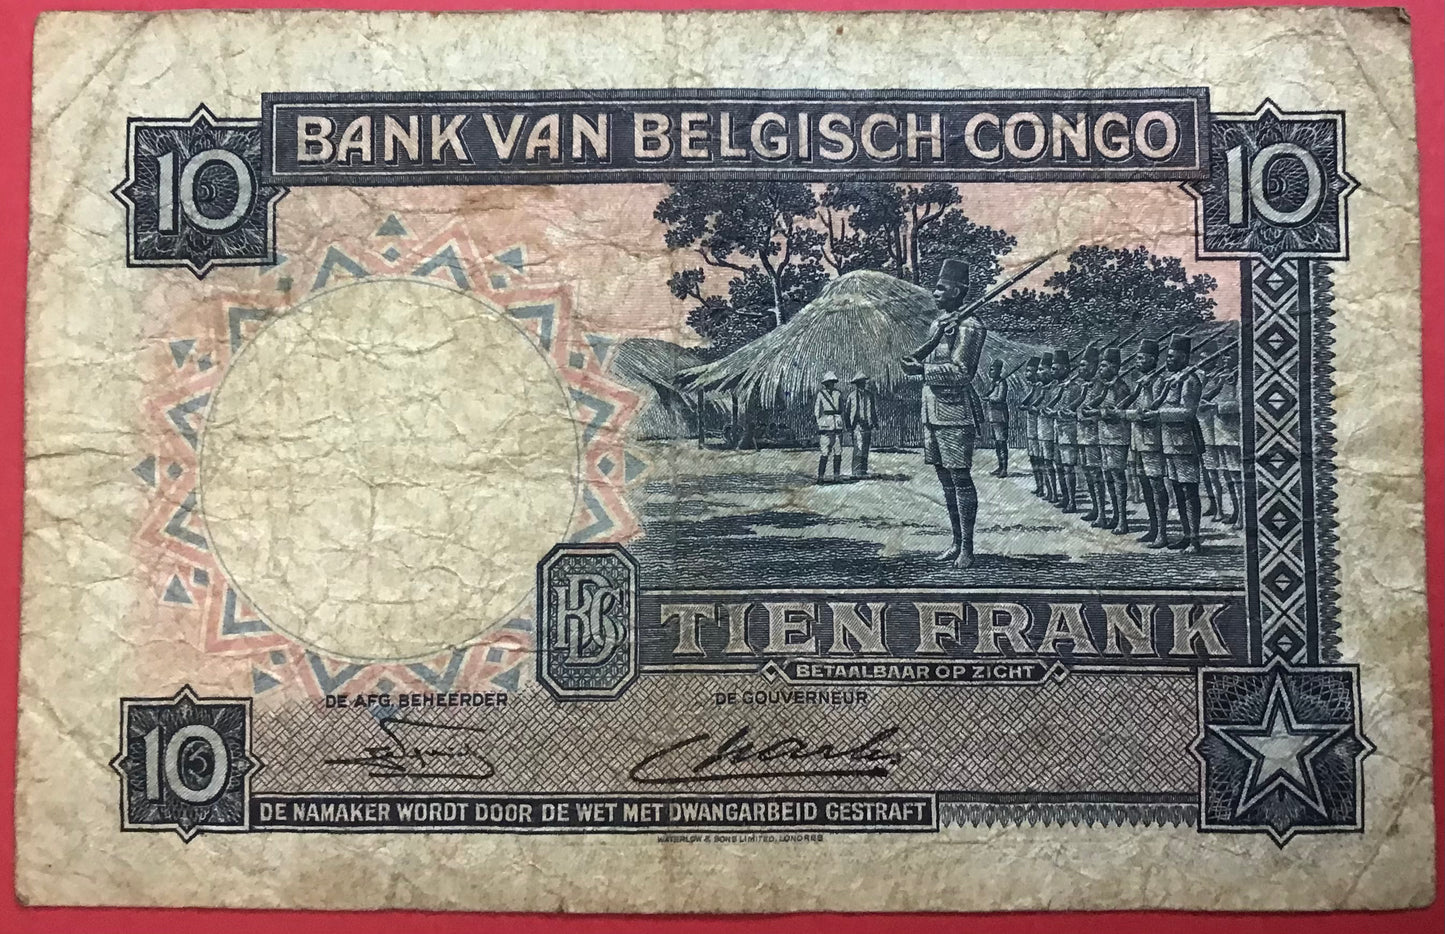 BANK VAN BELGISCH CONGO
10
10
BCB
TIEN FRANK
BETAALBAAR OP ZICHT
DE AFG. BEHEERDER
DE GOUVERNEUR
10
DE NAMAKER WORDT DOOR DE WET MET DWANGARBEID GESTRAFT
WATERLOW & SONS LIMITED, LONDRES